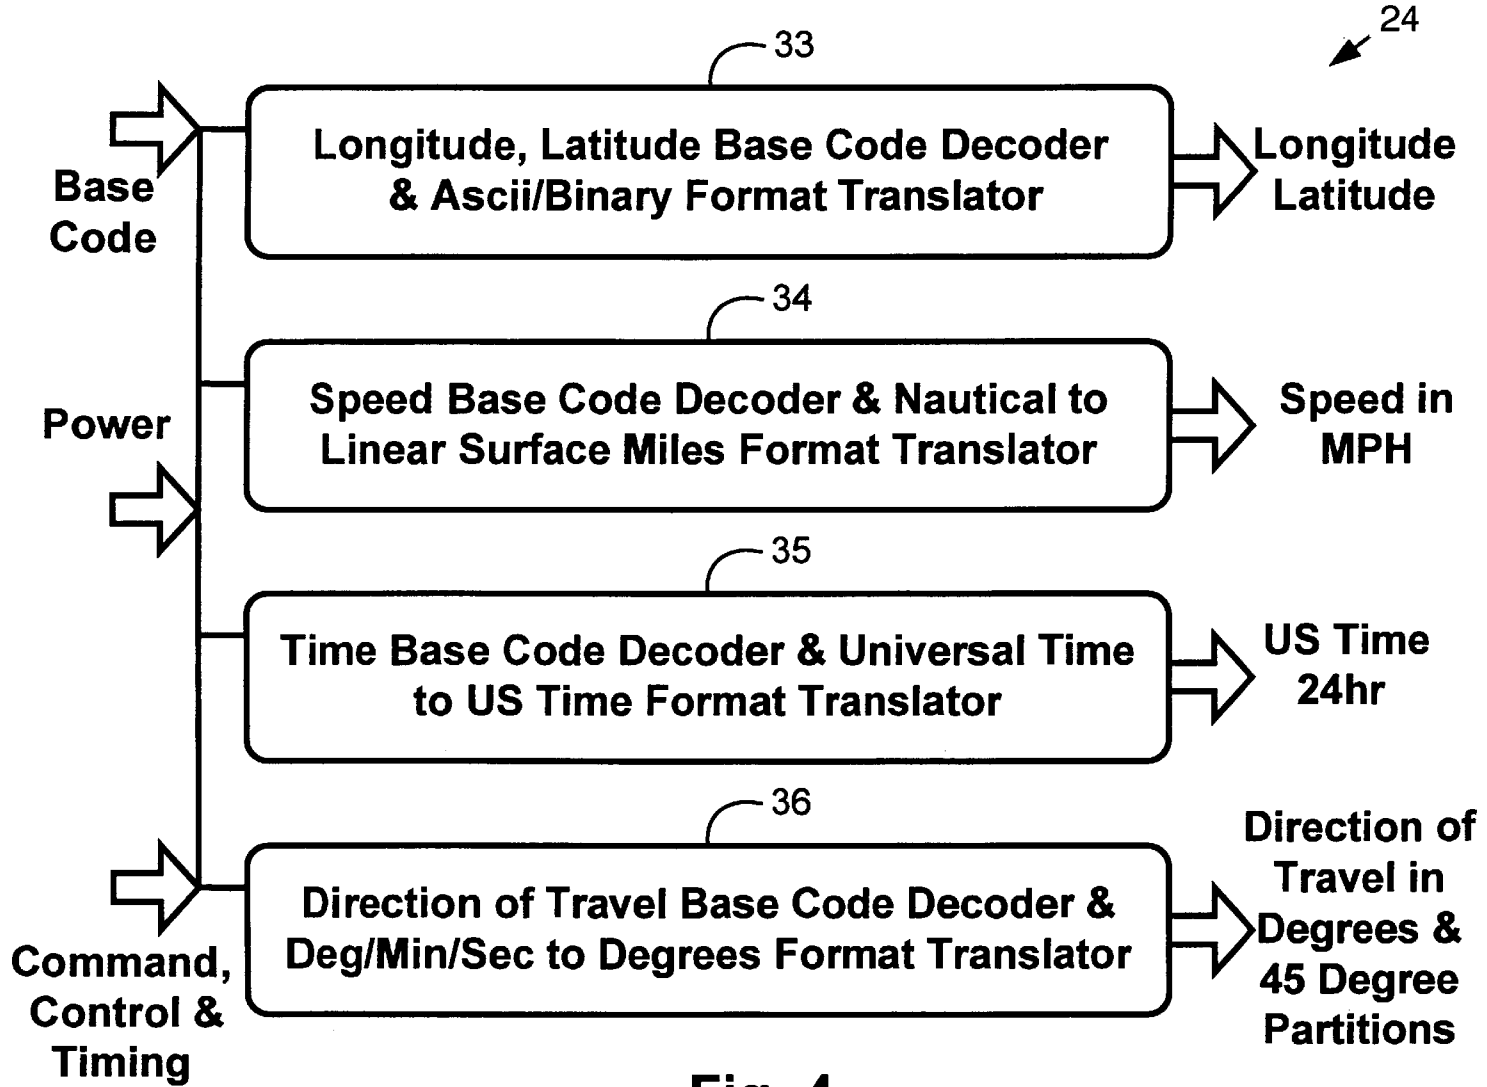 24
33
Longitude, Latitude Base Code Decoder
& Ascii/Binary Format Translator
Base
Code
Longitude
Latitude
34
Speed Base Code Decoder & Nautical to
Linear Surface Miles Format Translator
Power
Speed in
MPH
35
Time Base Code Decoder & Universal Time
to US Time Format Translator
US Time
24hr
36
Direction of Travel Base Code Decoder &
Deg/Min/Sec to Degrees Format Translator
Command,
Control &
Timing
Direction of
Travel in
Degrees &
45 Degree
Partitions
Fig. 4